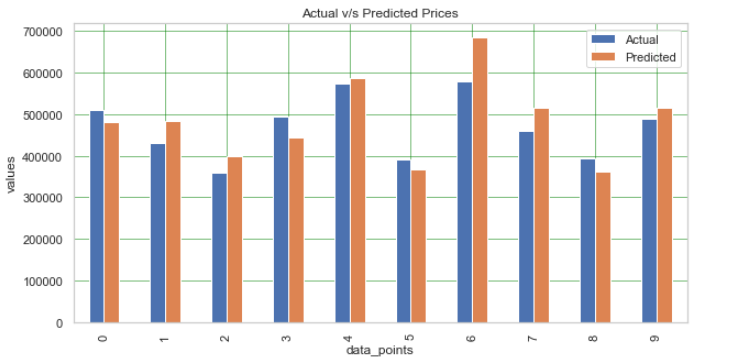 Actual v/s Predicted Prices
700000
600000
500000
400000
300000
200000
100000
0
values
Actual
Predicted
0 1 2 3 4 5 6 7 8 9
data_points